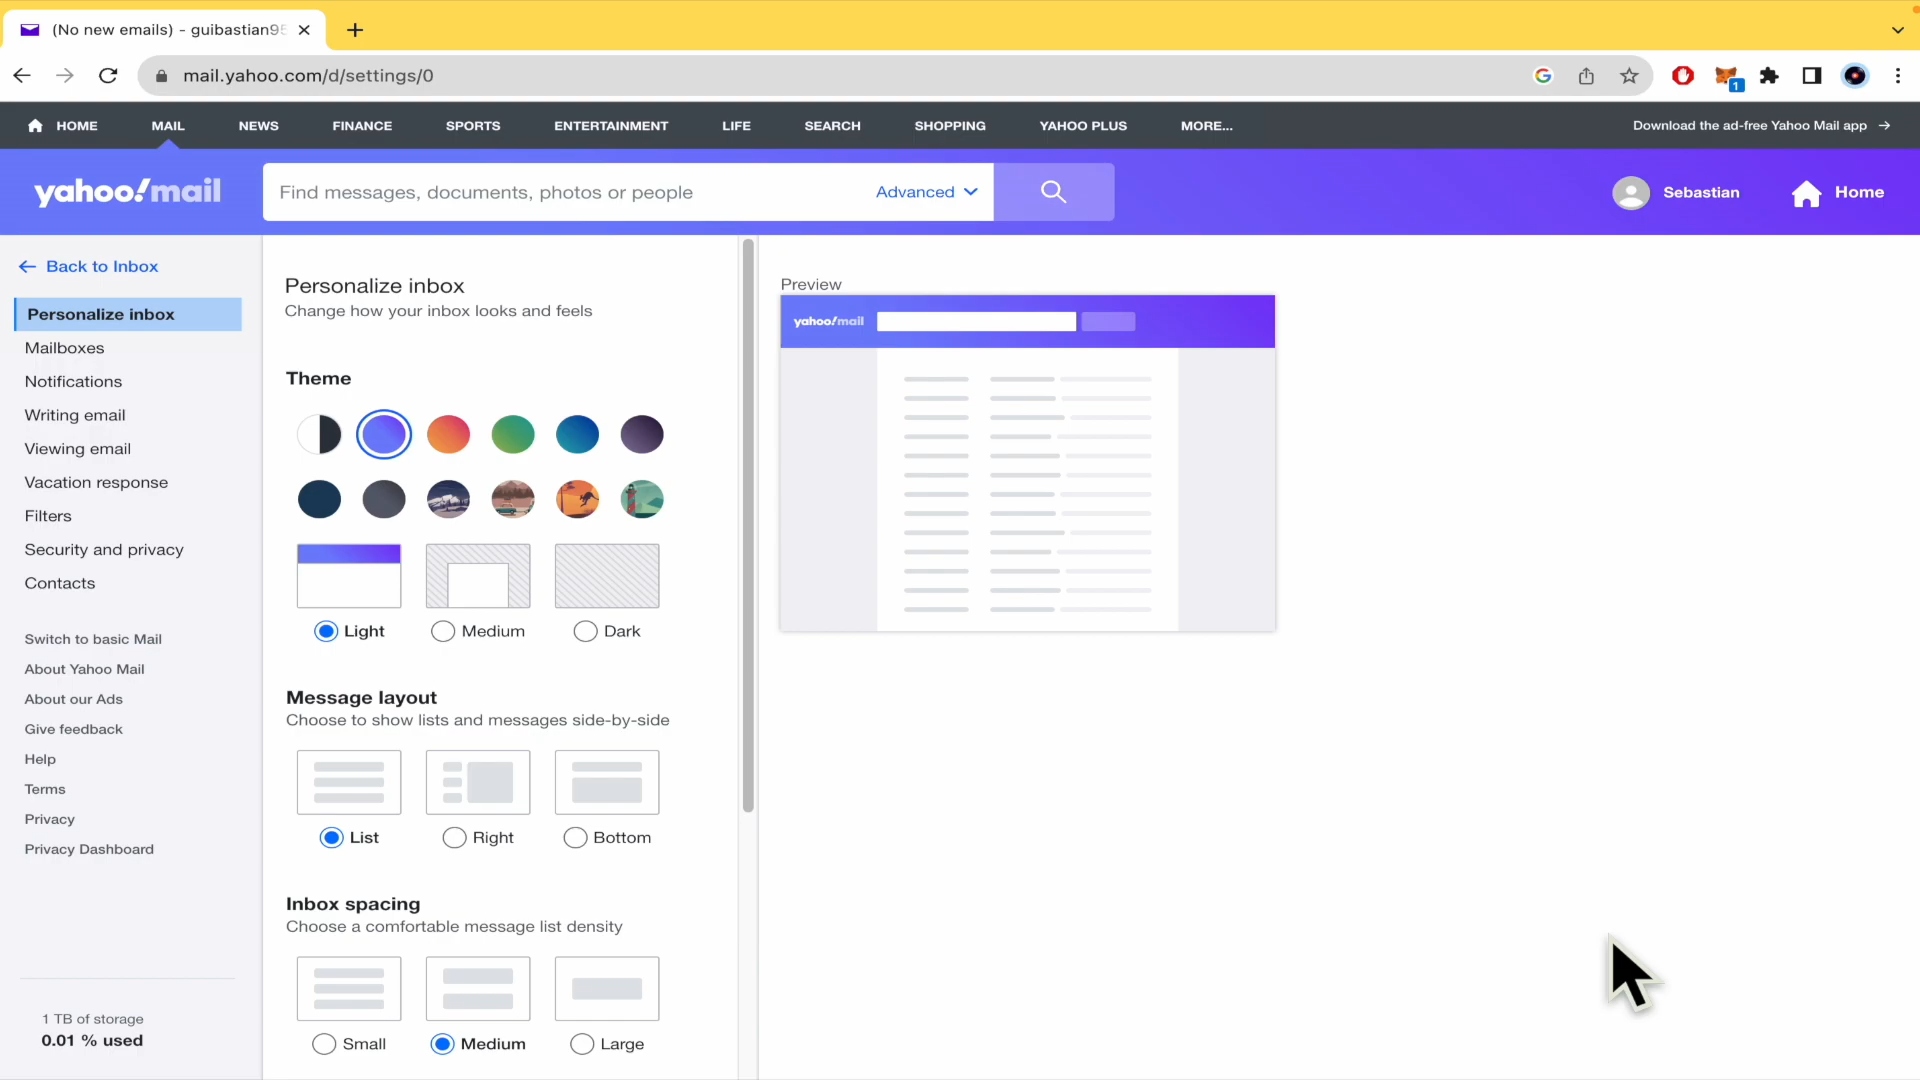 (No new emails) - guibastian95
mail.yahoo.com/d/settings/0
1
HOME MAIL NEWS FINANCE SPORTS ENTERTAINMENT LIFE SEARCH SHOPPING YAHOO PLUS MORE... Download the ad-free Yahoo Mail app
yahoo!mail Find messages, documents, photos or people Advanced Sebastian Home
Back to Inbox
Personalize inbox
Mailboxes
Notifications
Writing email
Viewing email
Vacation response
Filters
Security and privacy
Contacts
Switch to basic Mail
About Yahoo Mail
About our Ads
Give feedback
Help
Terms
Privacy
Privacy Dashboard
1 TB of storage
0.01 % used
Personalize inbox
Change how your inbox looks and feels
Theme
Light Medium Dark
Message layout
Choose to show lists and messages side-by-side
List Right Bottom
Inbox spacing
Choose a comfortable message list density
Small Medium Large
Preview
yahoo!mail